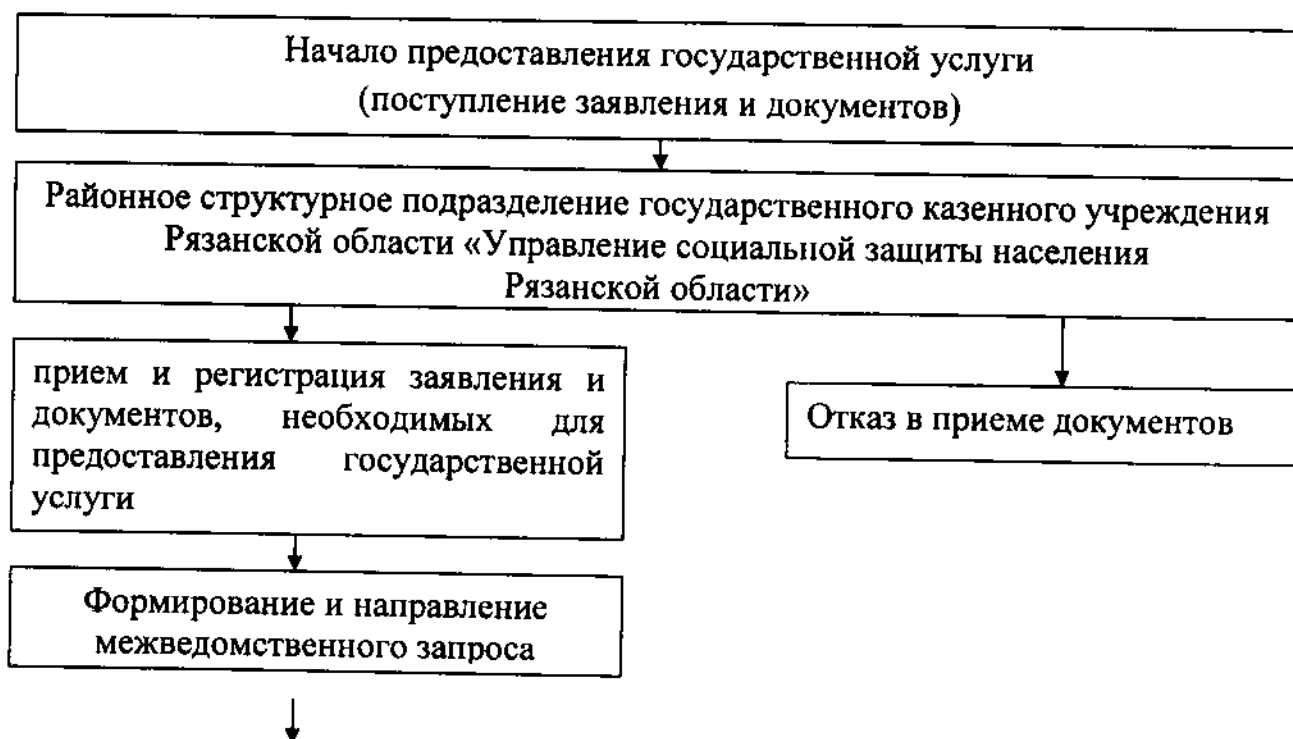 Начало предоставления государственной услуги
(поступление заявления и документов)
Районное структурное подразделение государственного казенного учреждения
Рязанской области «Управление социальной защиты населения
Рязанской области»
прием и регистрация заявления и
документов, необходимых для
предоставления государственной
услуги
Отказ в приеме документов
Формирование и направление
межведомственного запроса